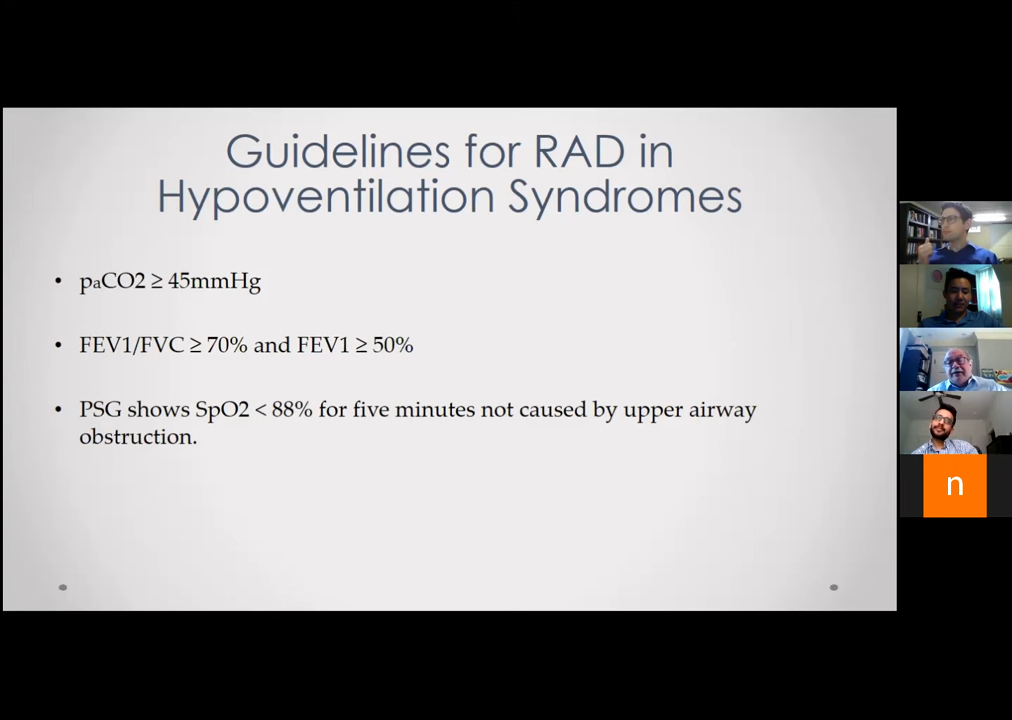 Guidelines for RAD in
Hypoventilation Syndromes
• paCO2 ≥ 45mmHg
• FEV1/FVC ≥ 70% and FEV1 ≥ 50%
• PSG shows SpO2 < 88% for five minutes not caused by upper airway
obstruction.
n